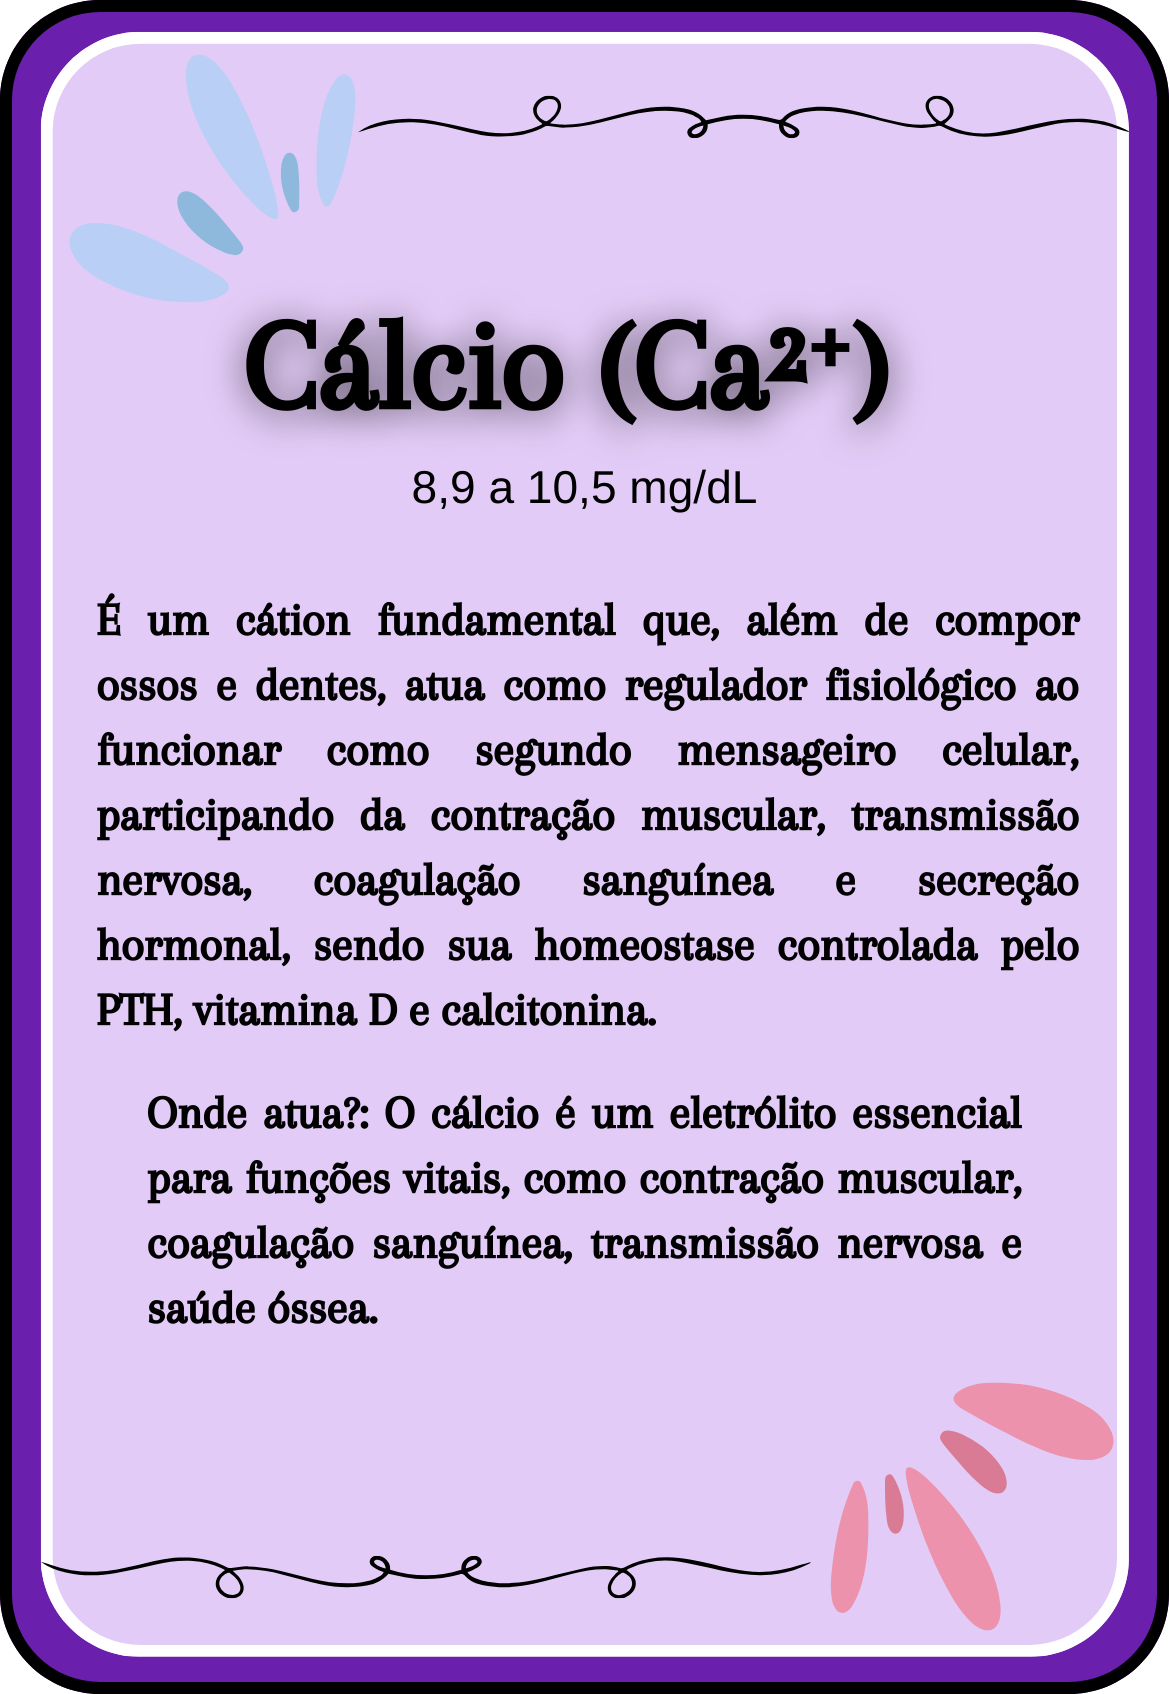 Cálcio (Ca²⁺)
8,9 a 10,5 mg/dL
É um cátion fundamental que, além de compor
ossos e dentes, atua como regulador fisiológico ao
funcionar como segundo mensageiro celular,
participando da contração muscular, transmissão
nervosa, coagulação sanguínea e secreção
hormonal, sendo sua homeostase controlada pelo
PTH, vitamina D e calcitonina.
Onde atua?: O cálcio é um eletrólito essencial
para funções vitais, como contração muscular,
coagulação sanguínea, transmissão nervosa e
saúde óssea.